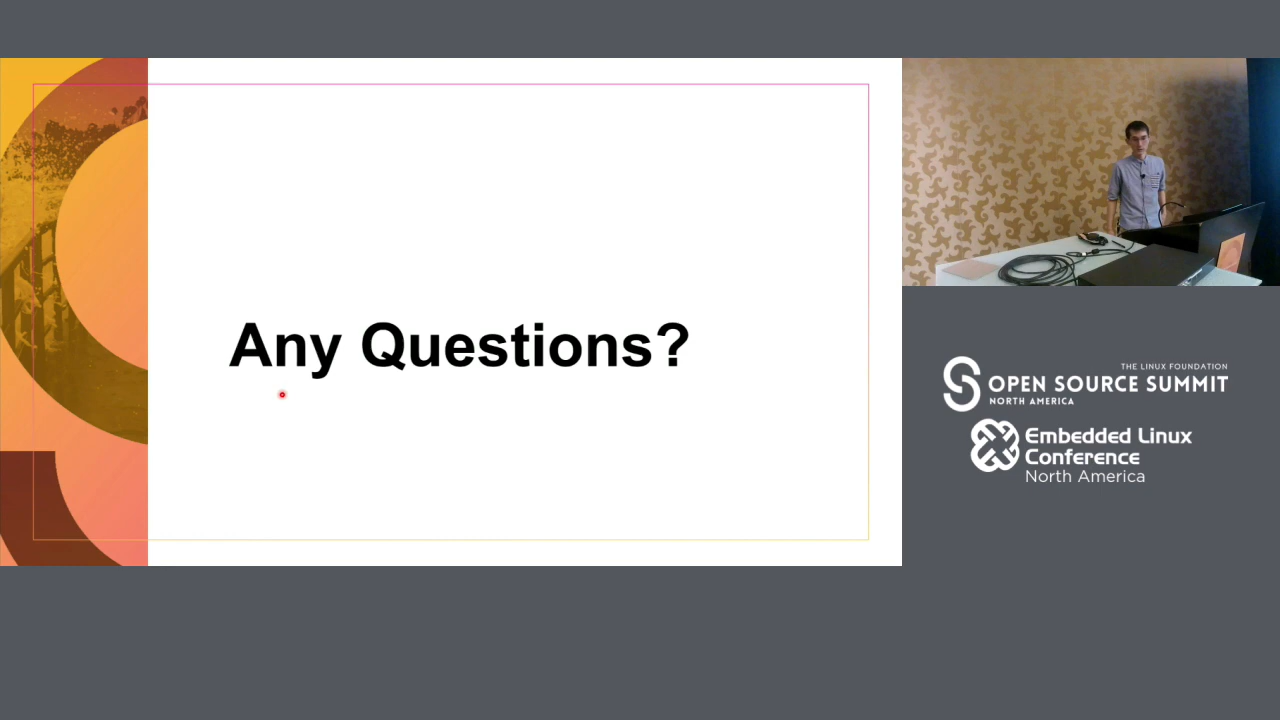 Any Questions?
THE LINUX FOUNDATION
OPEN SOURCE SUMMIT
NORTH AMERICA
Embedded Linux
Conference
North America